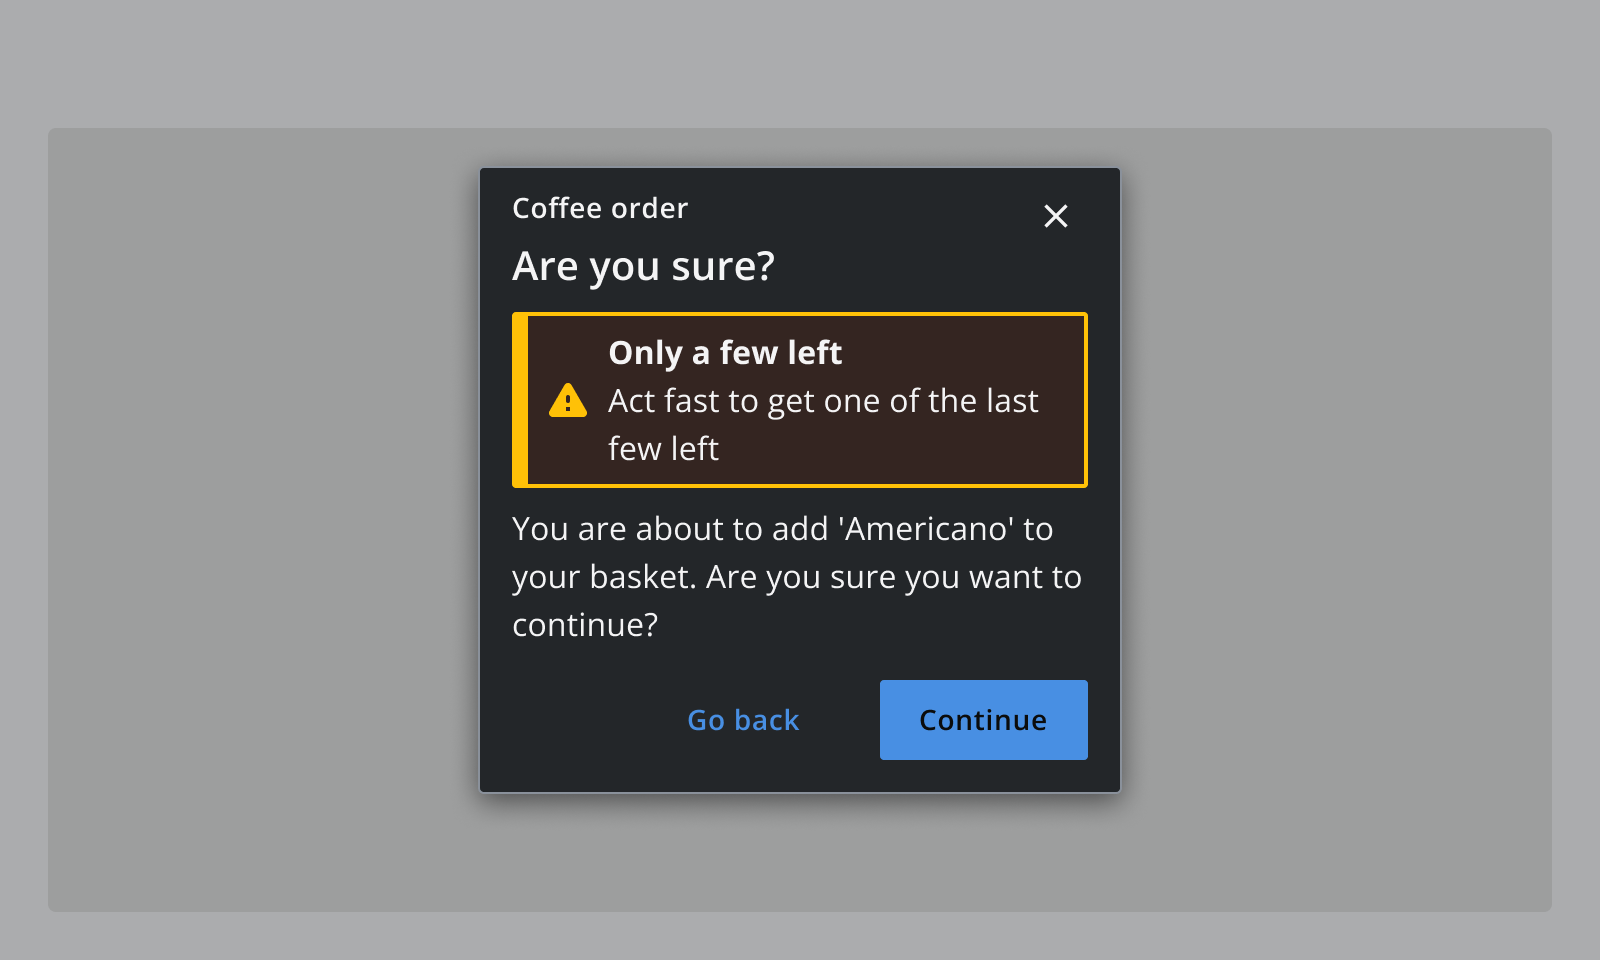 Coffee order
Are you sure?
Only a few left
Act fast to get one of the last
few left
You are about to add 'Americano' to
your basket. Are you sure you want to
continue?
Go back
Continue